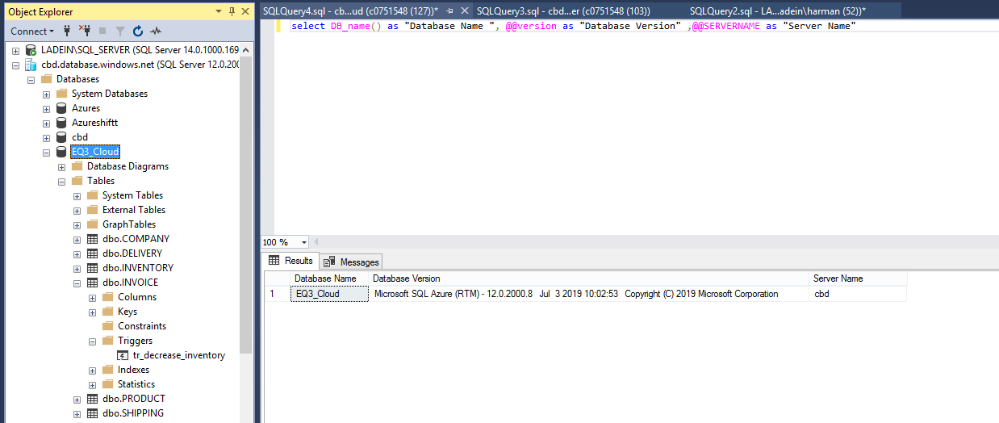 Object Explorer
Connect
LADEIN\SQL_SERVER (SQL Server 14.0.1000.169
cbd.database.windows.net (SQL Server 12.0.200
Databases
System Databases
Azures
Azureshiftt
cbd
EQ3_Cloud
Database Diagrams
Tables
System Tables
External Tables
GraphTables
dbo.COMPANY
dbo.DELIVERY
dbo.INVENTORY
dbo.INVOICE
Columns
Keys
Constraints
Triggers
tr_decrease_inventory
Indexes
Statistics
dbo.PRODUCT
dbo.SHIPPING
SQLQuery4.sql - cb...ud (c0751548 (127))* SQLQuery3.sql - cbd...er (c0751548 (103)) SQLQuery2.sql - LA...adein\harman (52))*
select DB_name() as "Database Name ", @@version as "Database Version" ,@@SERVERNAME as "Server Name"
100 %
Results Messages
Database Name Database Version Server Name
1 EQ3_Cloud Microsoft SQL Azure (RTM) - 12.0.2000.8 Jul 3 2019 10:02:53 Copyright (C) 2019 Microsoft Corporation cbd